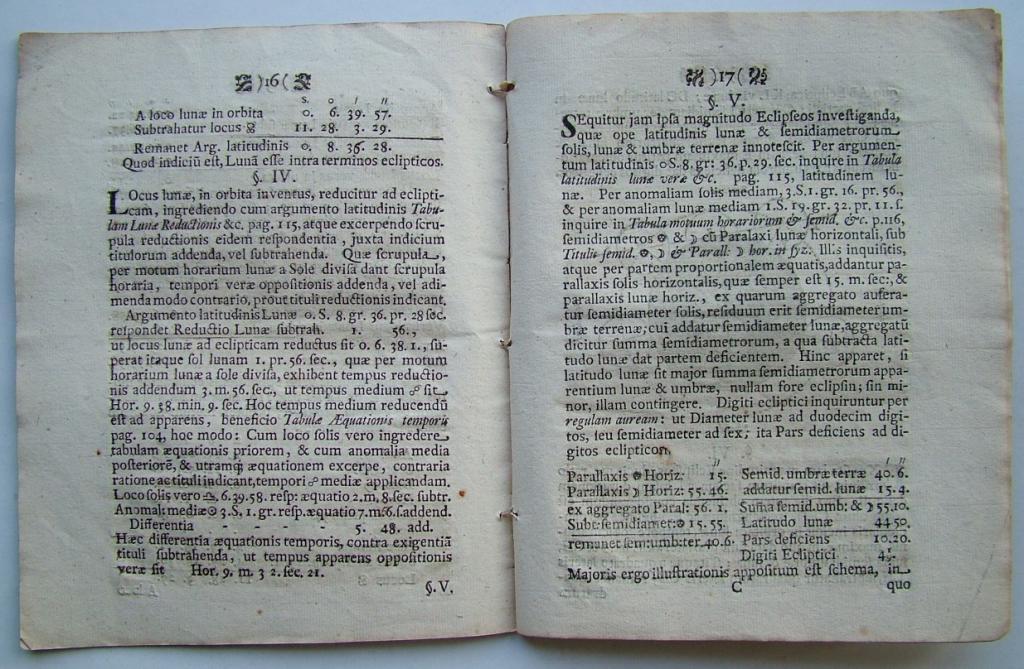 )16(
S. o. ı ıı
A loco lunæ in orbita 0. 6. 39. 57.
Subtrahatur locus ☊ 11. 28. 3. 29.
Remanet Arg. latitudinis 0. 8. 36. 28.
Quod indiciū eſt, Lunā eſſe intra terminos eclipticos.
§. IV.
LOcus lunæ, in orbita inventus, reducitur ad eclipti-
cam, ingrediendo cum argumento latitudinis Tabu-
lam Lunæ Reductionis &c. pag. 115, atque excerpendo ſcru-
pula reductionis eidem reſpondentia, juxta indicium
titulorum addenda, vel ſubtrahenda. Quæ ſcrupula,
per motum horarium lunæ a Sole diviſa dant ſcrupula
horaria, tempori veræ oppoſitionis addenda, vel adi-
menda modo contrario, prout tituli reductionis indicant.
Argumento latitudinis Lunæ 0. S. 8. gr. 36. pr. 28 ſec.
reſpondet Reductio Lunæ ſubtrah. 1. 56.,
ut locus lunæ ad eclipticam reductus ſit 0. 6. 38. 1., ſu-
perat itaque ſol lunam 1. pr. 56. ſec., quæ per motum
horarium lunæ a ſole diviſa, exhibent tempus reductio-
nis addendum 3. m. 56. ſec., ut tempus medium ☍ ſit
Hor. 9. 38. min. 9. ſec. Hoc tempus medium reducendū
eſt ad apparens, beneficio Tabulæ Æquationis temporis
pag. 104, hoc modo: Cum loco ſolis vero ingredere
tabulam æquationis priorem, & cum anomalia media
poſteriorē, & utramq; æquationem excerpe, contraria
ratione ac tituli indicant, tempori ☍ mediæ applicandam.
Loco ſolis vero ♎. 6. 39. 58. reſp: æquatio 2. m. 8. ſec. ſubtr.
Anomal: mediæ ☉ 3. S. 1. gr. reſp. æquatio 7. m. 56. ſ. addend.
Differentia - - - - 5. 48. add.
Hæc differentia æquationis temporis, contra exigentiā
tituli ſubtrahenda, ut tempus apparens oppoſitionis
veræ ſit Hor. 9. m. 32. ſec. 21.
§. V.
)17(
§. V.
SEquitur jam ipſa magnitudo Eclipſeos inveſtiganda,
quæ ope latitudinis lunæ & ſemidiametrorum
ſolis, lunæ & umbræ terrenæ innoteſcit. Per argumen-
tum latitudinis 0 S. 8. gr: 36. p. 29. ſec. inquire in Tabula
latitudinis lunæ veræ &c. pag. 115, latitudinem lu-
næ. Per anomaliam ſolis mediam, 3. S. 1. gr. 16. pr. 56.,
& per anomaliam lunæ mediam 1. S. 19. gr. 32. pr. 11. ſ.
inquire in Tabula motuum horariorum & ſemid. &c. p. 116,
ſemidiametros ☉ & ☽ cū Paralaxi lunæ horizontali, ſub
Titulis ſemid. ☉, ☽ & Parall: ☽ hor. in ſyz: Illis inquiſitis,
atque per partem proportionalem æquatis, addantur pa-
rallaxis ſolis horizontalis, quæ ſemper eſt 15. m. ſec:, &
parallaxis lunæ horiz., ex quarum aggregato aufera-
tur ſemidiameter ſolis, reſiduum erit ſemidiameter um-
bræ terrenæ; cui addatur ſemidiameter lunæ, aggregatū
dicitur ſumma ſemidiametrorum, a qua ſubtracta lati-
tudo lunæ dat partem deficientem. Hinc apparet, ſi
latitudo lunæ ſit major ſumma ſemidiametrorum appa-
rentium lunæ & umbræ, nullam fore eclipſin; ſin mi-
nor, illam contingere. Digiti ecliptici inquiruntur per
regulam auream: ut Diameter lunæ ad duodecim digi-
tos, ſeu ſemidiameter ad ſex; ita Pars deficiens ad di-
gitos eclipticos.
Parallaxis ☉ Horiz: 15. Semid. umbræ terræ 40. 6.
Parallaxis ☽ Horiz: 55. 46. addatur ſemid. lunæ 15. 4.
ex aggregato Paral: 56. 1. Suma ſemid. umb: & ☽ 55. 10.
Subt: ſemidiamet: ☉ 15. 55. Latitudo lunæ 44 50.
remanet ſem: umb: ter. 40. 6. Pars deficiens 10. 20.
Digiti Ecliptici
Majoris ergo illuſtrationis appoſitum eſt ſchema, in
C quo